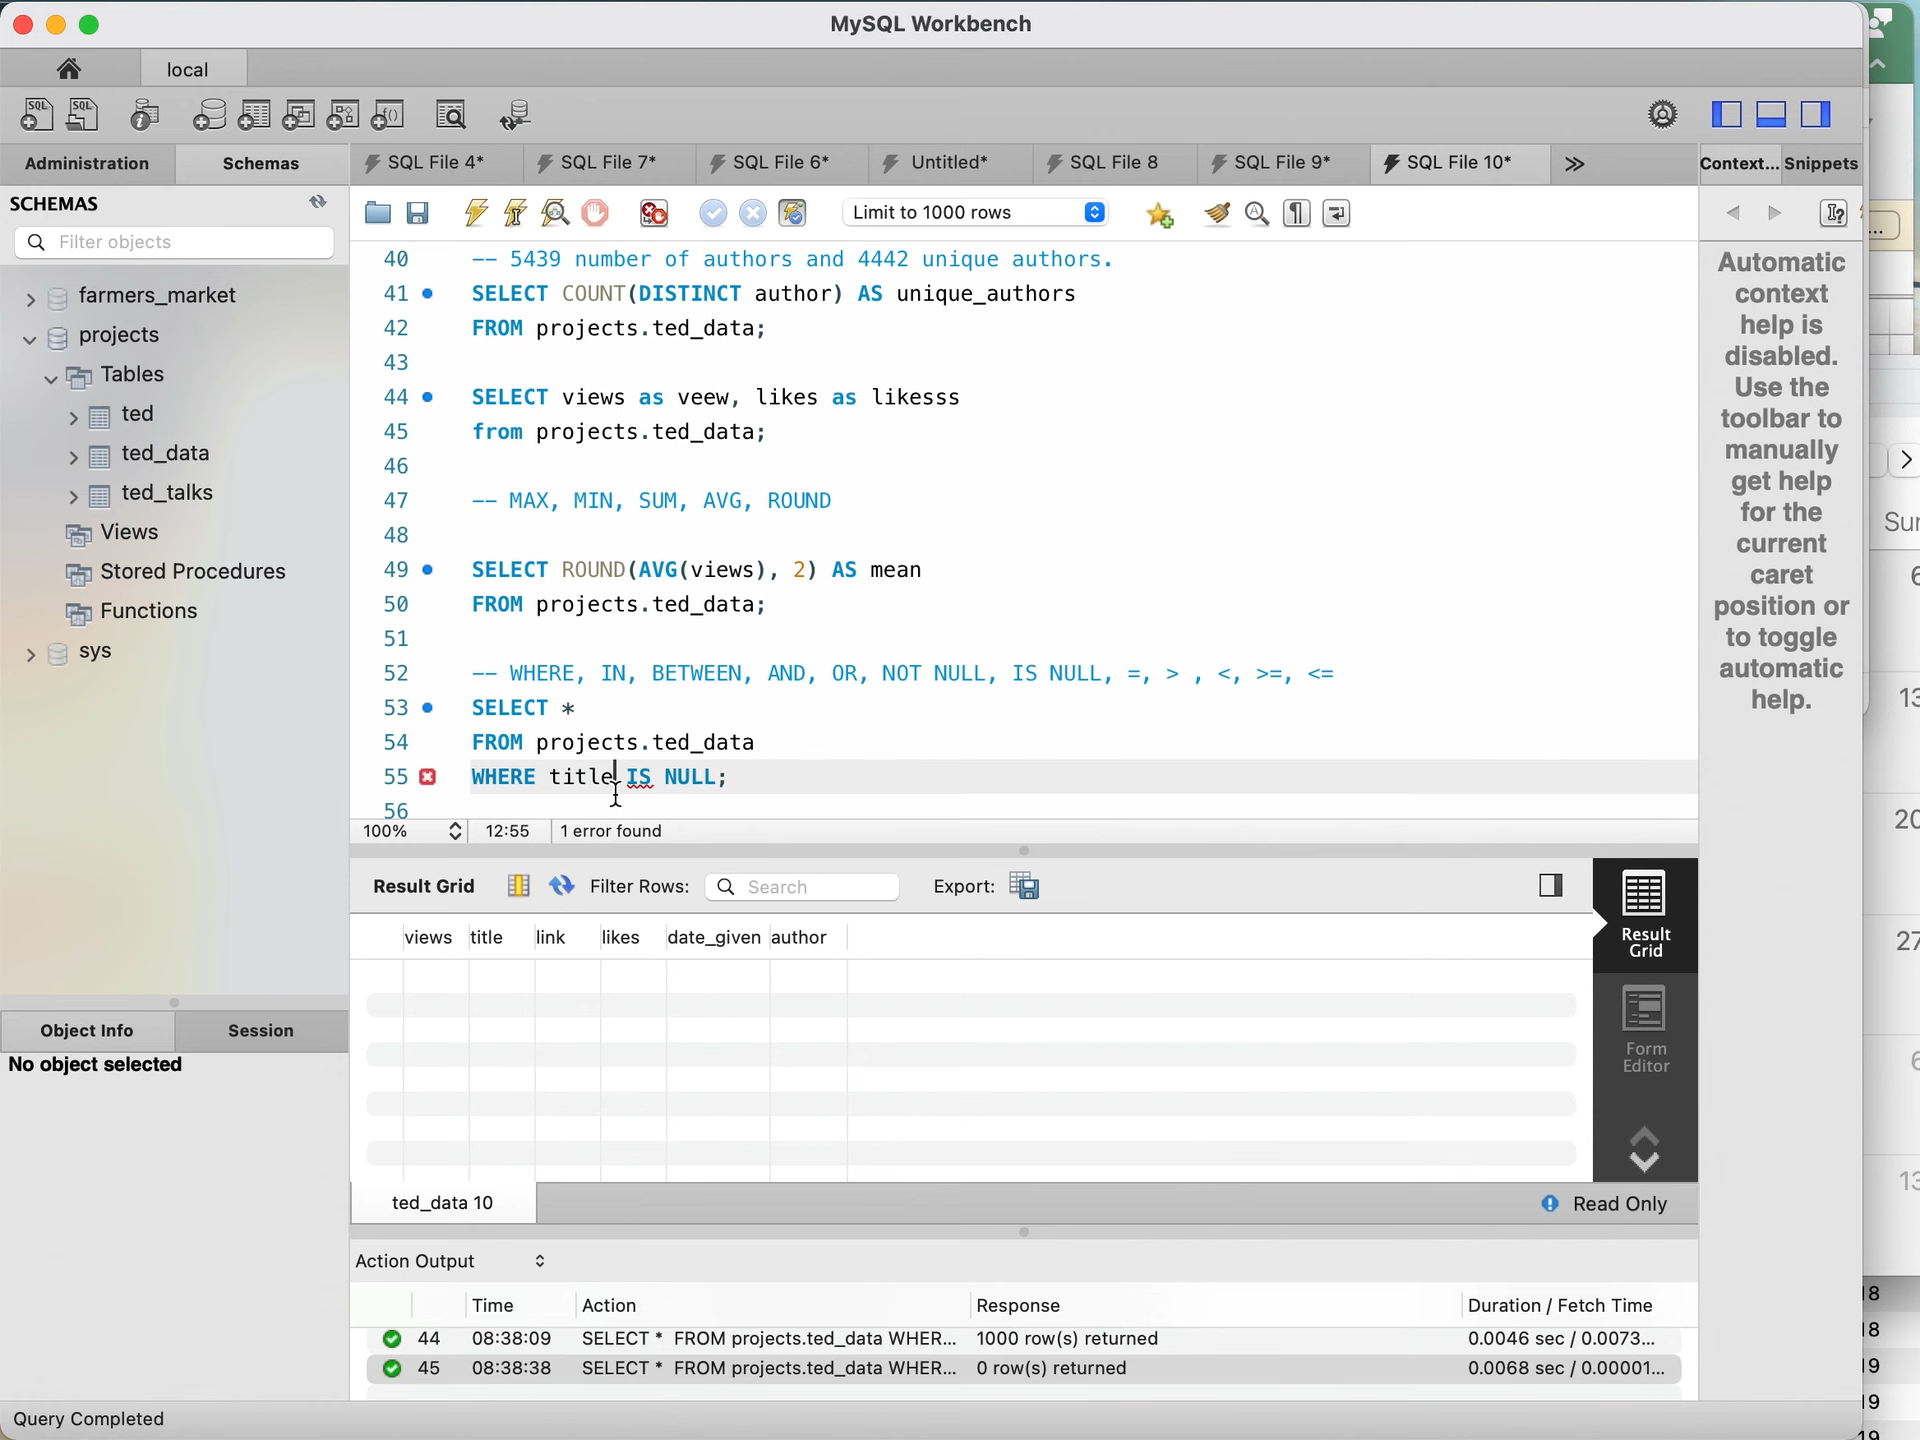 MySQL Workbench
local
Administration
Schemas
SQL File 4*
SQL File 7*
SQL File 6*
Untitled*
SQL File 8
SQL File 9*
SQL File 10*
Context...
Snippets
SCHEMAS
Filter objects
Limit to 1000 rows
farmers_market
projects
Tables
ted
ted_data
ted_talks
Views
Stored Procedures
Functions
sys
40 -- 5439 number of authors and 4442 unique authors.
41 SELECT COUNT(DISTINCT author) AS unique_authors
42 FROM projects.ted_data;
43
44 SELECT views as veew, likes as likesss
45 from projects.ted_data;
46
47 -- MAX, MIN, SUM, AVG, ROUND
48
49 SELECT ROUND(AVG(views), 2) AS mean
50 FROM projects.ted_data;
51
52 -- WHERE, IN, BETWEEN, AND, OR, NOT NULL, IS NULL, =, > , <, >=, <=
53 SELECT *
54 FROM projects.ted_data
55 WHERE title IS NULL;
56
Automatic
context
help is
disabled.
Use the
toolbar to
manually
get help
for the
current
caret
position or
to toggle
automatic
help.
100%
12:55
1 error found
Result Grid
Filter Rows:
Search
Export:
views title link likes date_given author
Result
Grid
Form
Editor
ted_data 10
Read Only
Object Info
Session
No object selected
Action Output
Time Action Response Duration / Fetch Time
44 08:38:09 SELECT * FROM projects.ted_data WHER... 1000 row(s) returned 0.0046 sec / 0.0073...
45 08:38:38 SELECT * FROM projects.ted_data WHER... 0 row(s) returned 0.0068 sec / 0.00001...
Query Completed